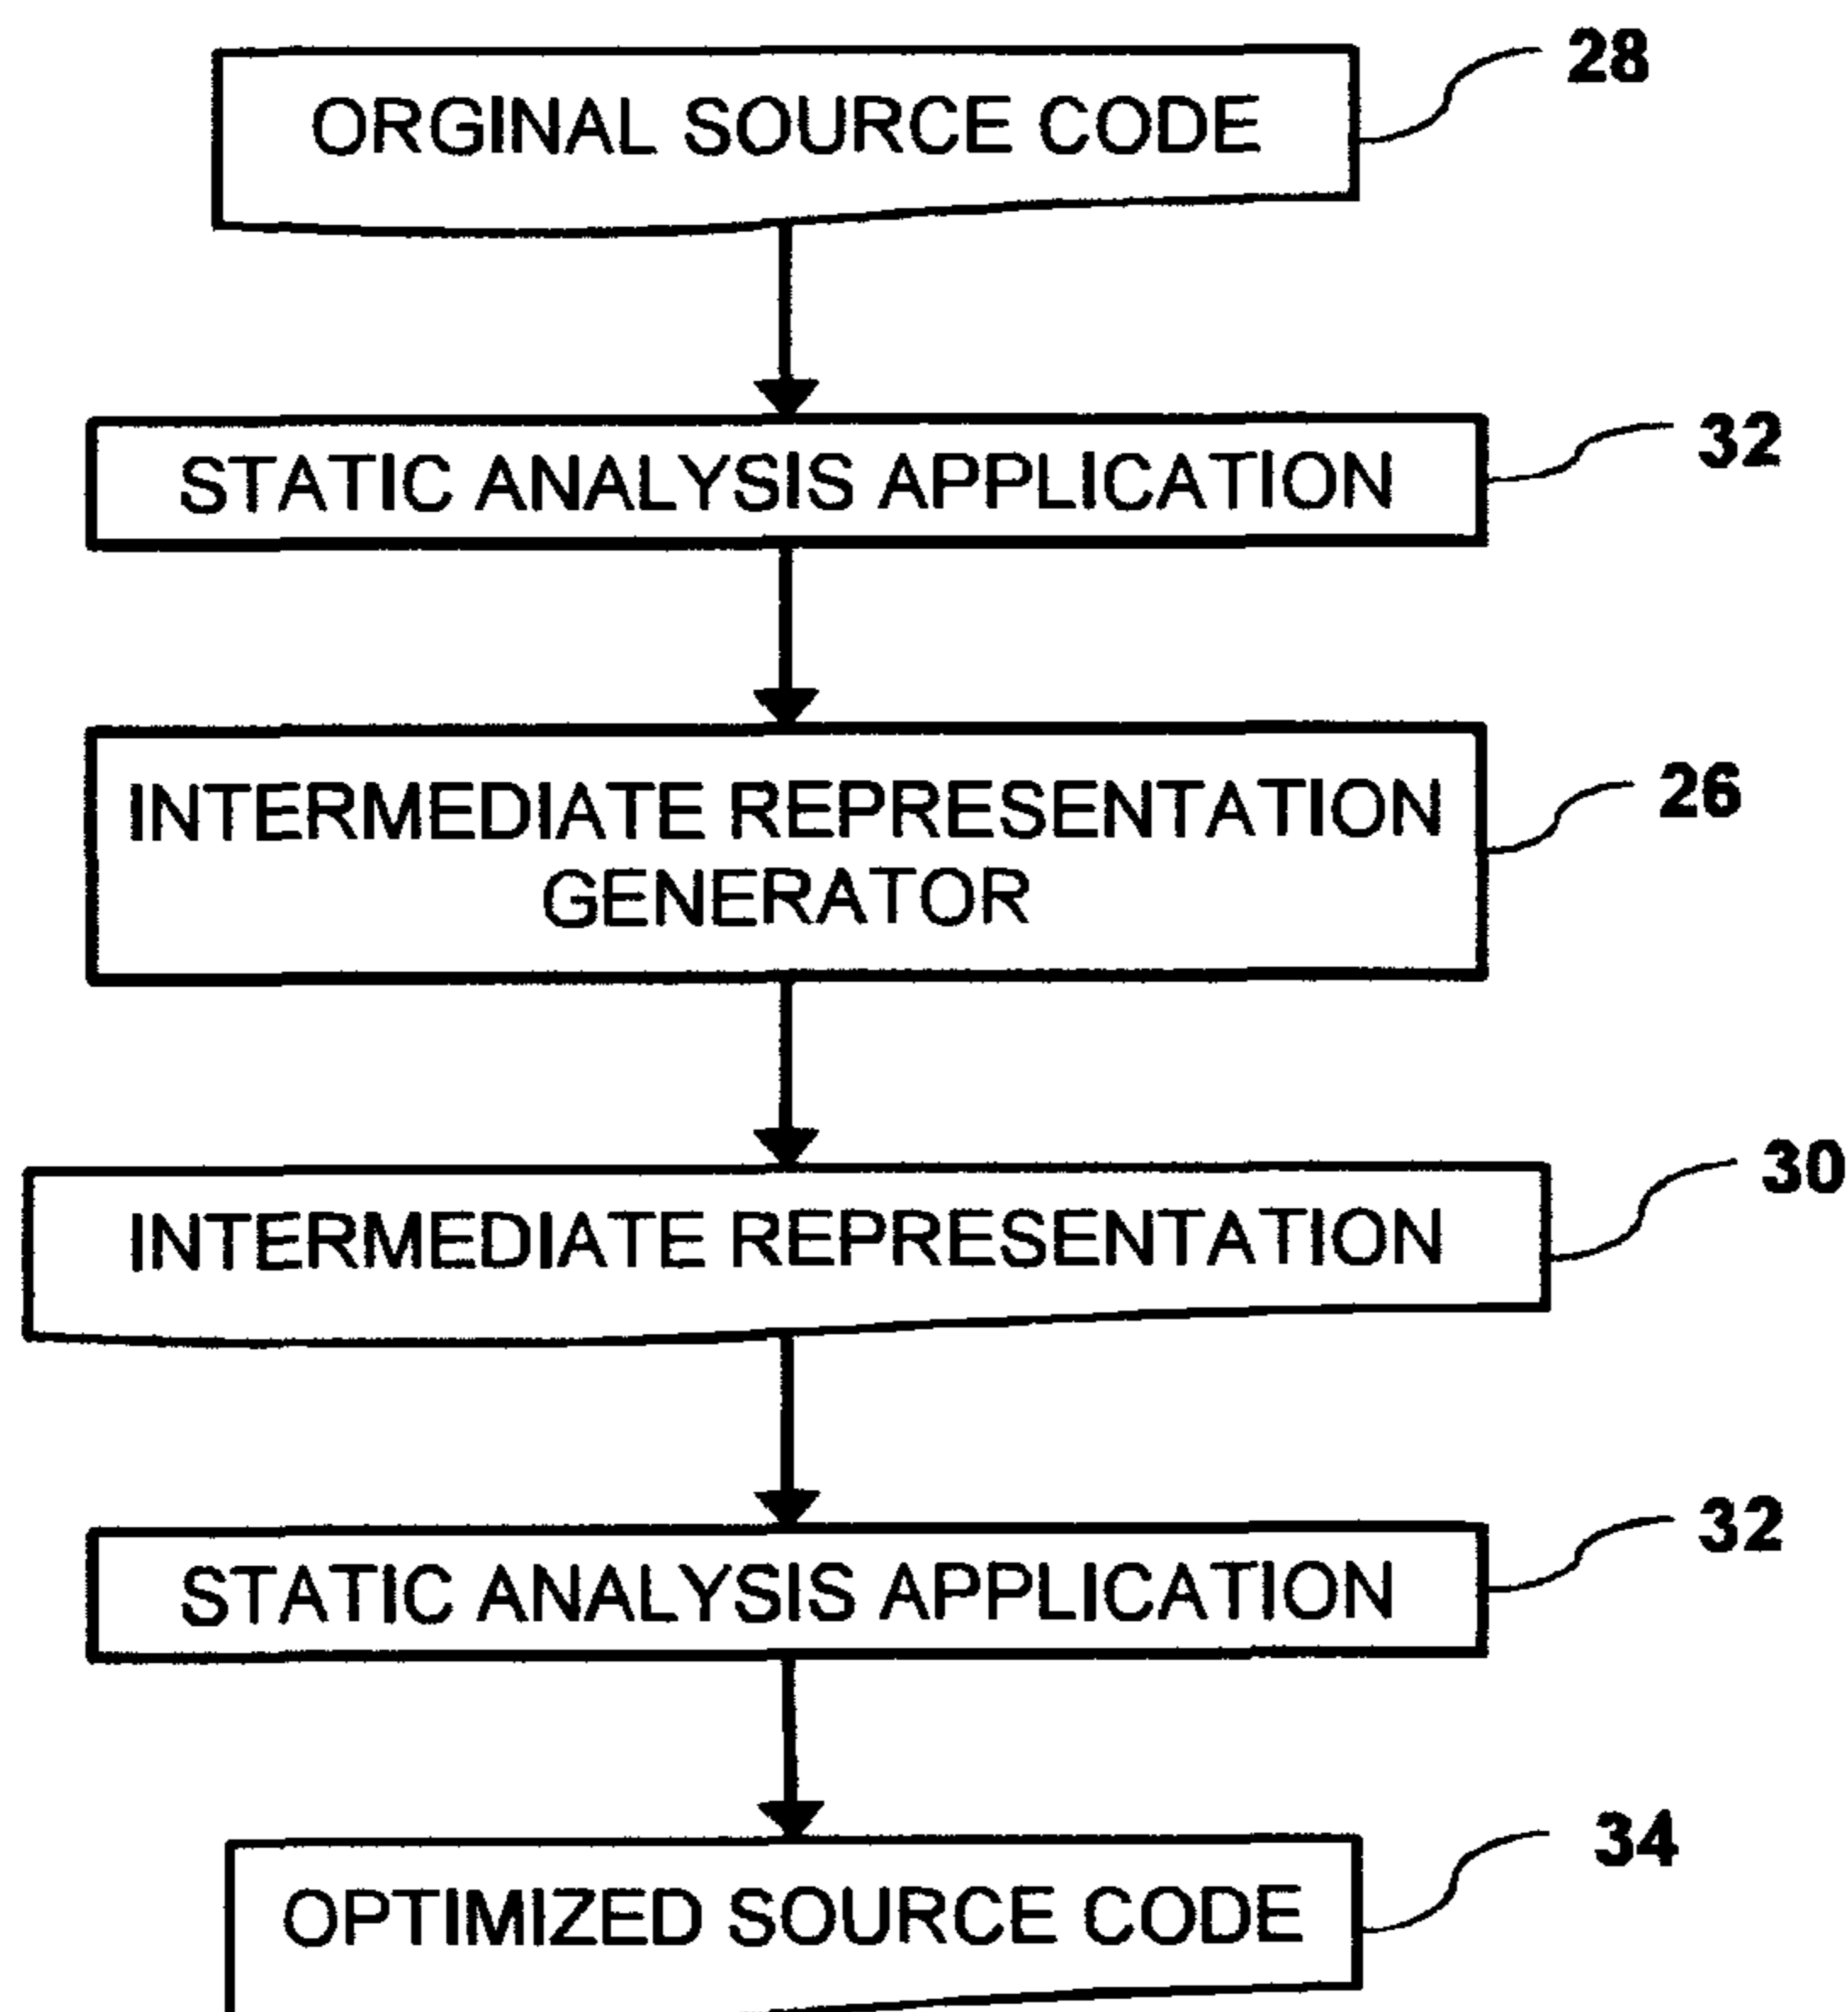 28
ORGINAL SOURCE CODE
32
STATIC ANALYSIS APPLICATION
26
INTERMEDIATE REPRESENTATION
GENERATOR
30
INTERMEDIATE REPRESENTATION
32
STATIC ANALYSIS APPLICATION
34
OPTIMIZED SOURCE CODE